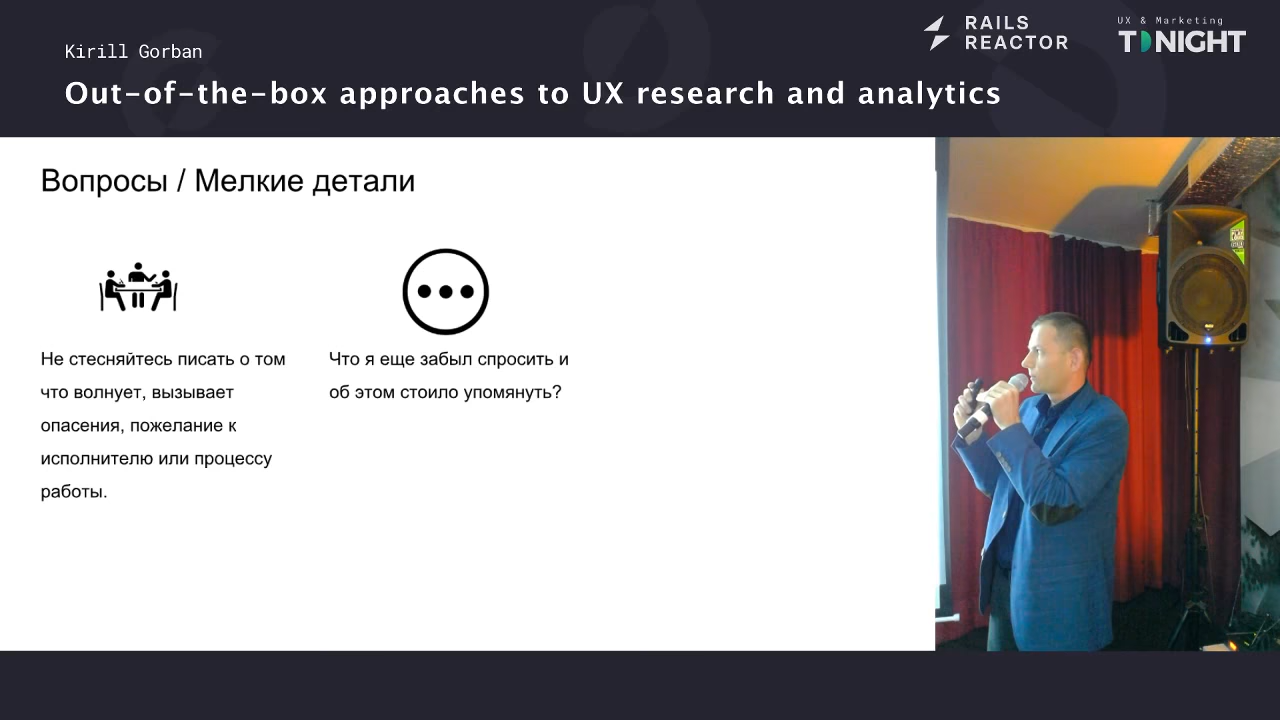 Kirill Gorban
Out-of-the-box approaches to UX research and analytics
RAILS
REACTOR
UX & Marketing
TONIGHT
Вопросы / Мелкие детали
Не стесняйтесь писать о том
что волнует, вызывает
опасения, пожелание к
исполнителю или процессу
работы.
Что я еще забыл спросить и
об этом стоило упомянуть?